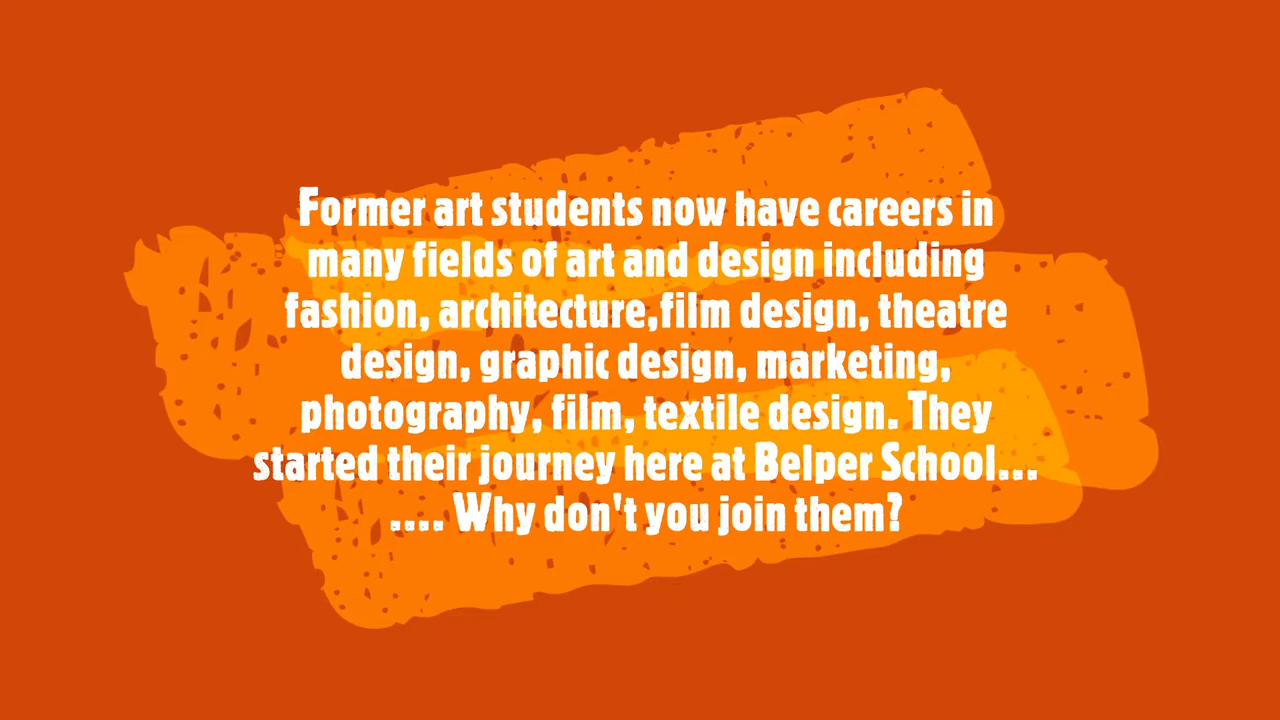 Former art students now have careers in
many fields of art and design including
fashion, architecture,film design, theatre
design, graphic design, marketing,
photography, film, textile design. They
started their journey here at Belper School...
.... Why don't you join them?